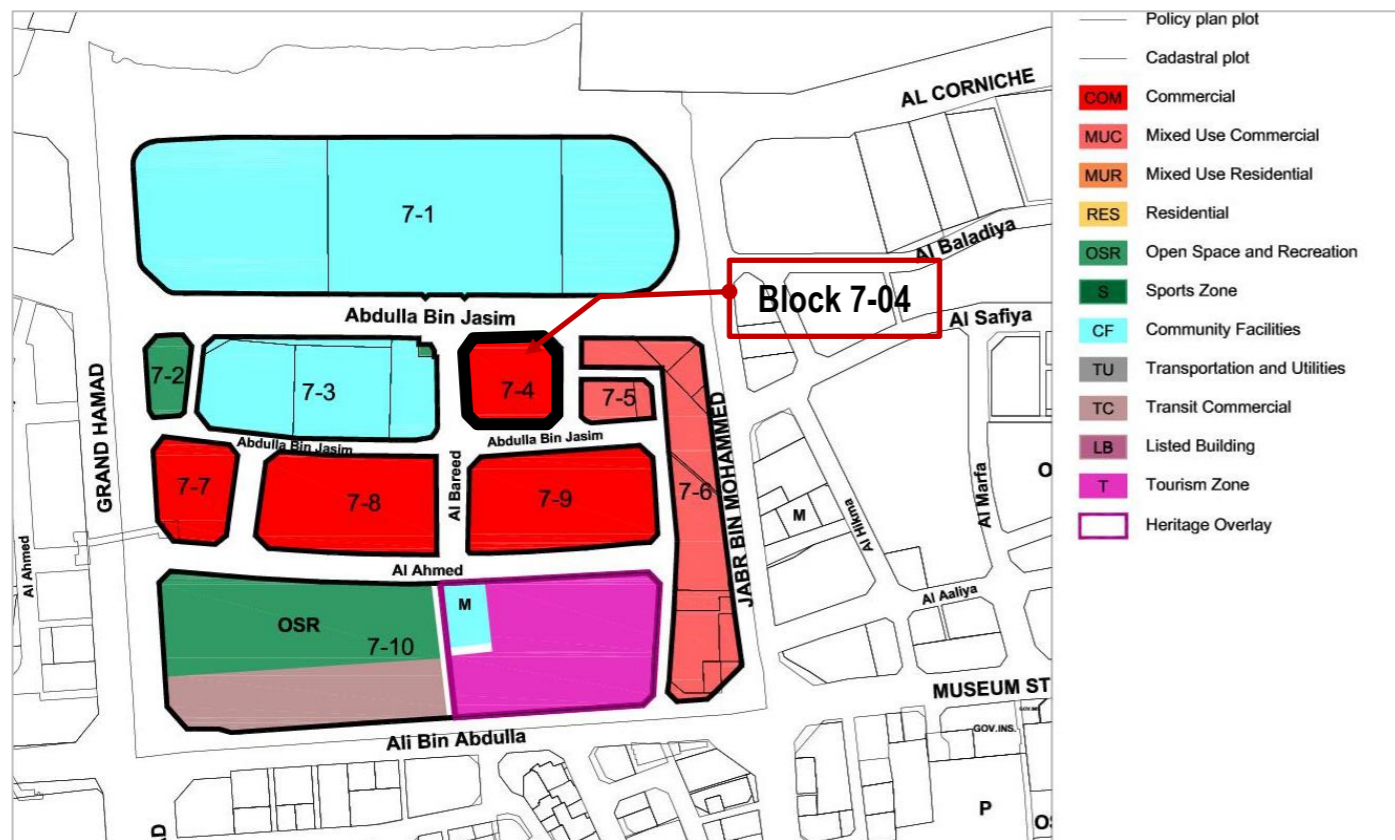 Policy plan plot
Cadastral plot
COM Commercial
MUC Mixed Use Commercial
MUR Mixed Use Residential
RES Residential
OSR Open Space and Recreation
S Sports Zone
CF Community Facilities
TU Transportation and Utilities
TC Transit Commercial
LB Listed Building
T Tourism Zone
Heritage Overlay
AL CORNICHE
7-1
Al Baladiya
Block 7-04
Abdulla Bin Jasim
Al Safiya
GRAND HAMAD
7-2
7-3
7-4
7-5
JABR BIN MOHAMMED
Abdulla Bin Jasim
Abdulla Bin Jasim
7-7
7-8
Al Bareed
7-9
7-6
M
Al Hikma
Al Marfa
O
Al Ahmed
Al Ahmed
OSR
7-10
M
Al Aaliya
MUSEUM ST
Ali Bin Abdulla
GOV.INS.
GOV.INS.
P
O
AD